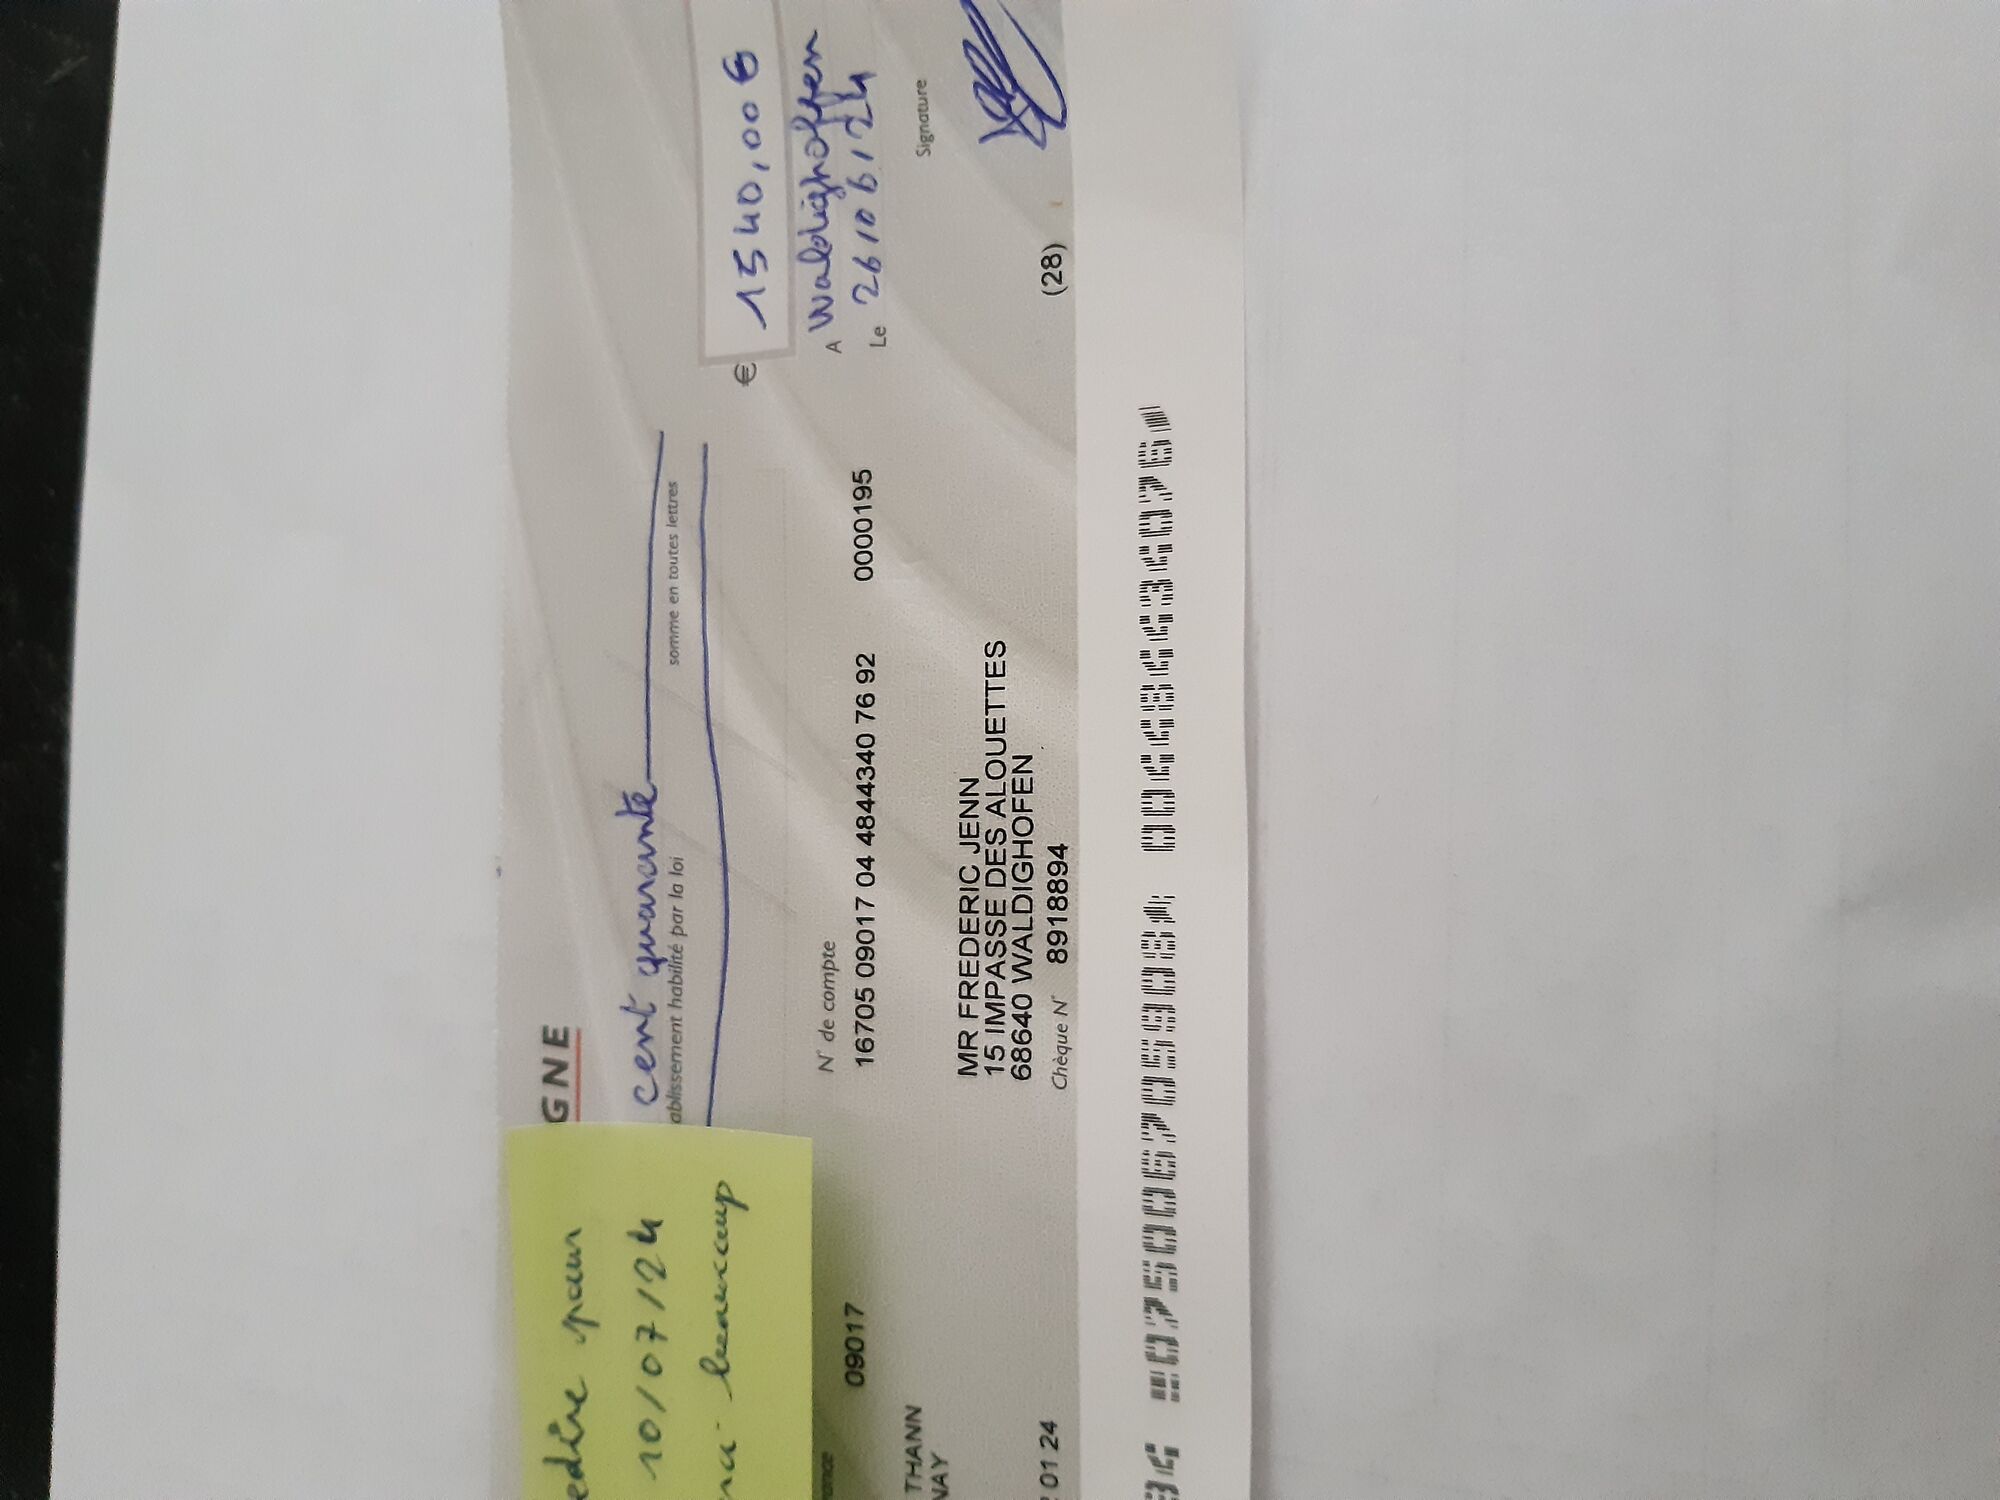 GNE
cent quarante
ablissement habilité par la loi
somme en toutes lettres
€ 1540,00€
A Waldighoffen
Le 26/06/24
N° de compte
09017
16705 09017 04 4844340 76 92
0000195
Signature
THANN
NAY
MR FREDERIC JENN
15 IMPASSE DES ALOUETTES
68640 WALDIGHOFEN
01 24
Chèque N° 8918894
(28)
pour
10/07/24
beaucoup